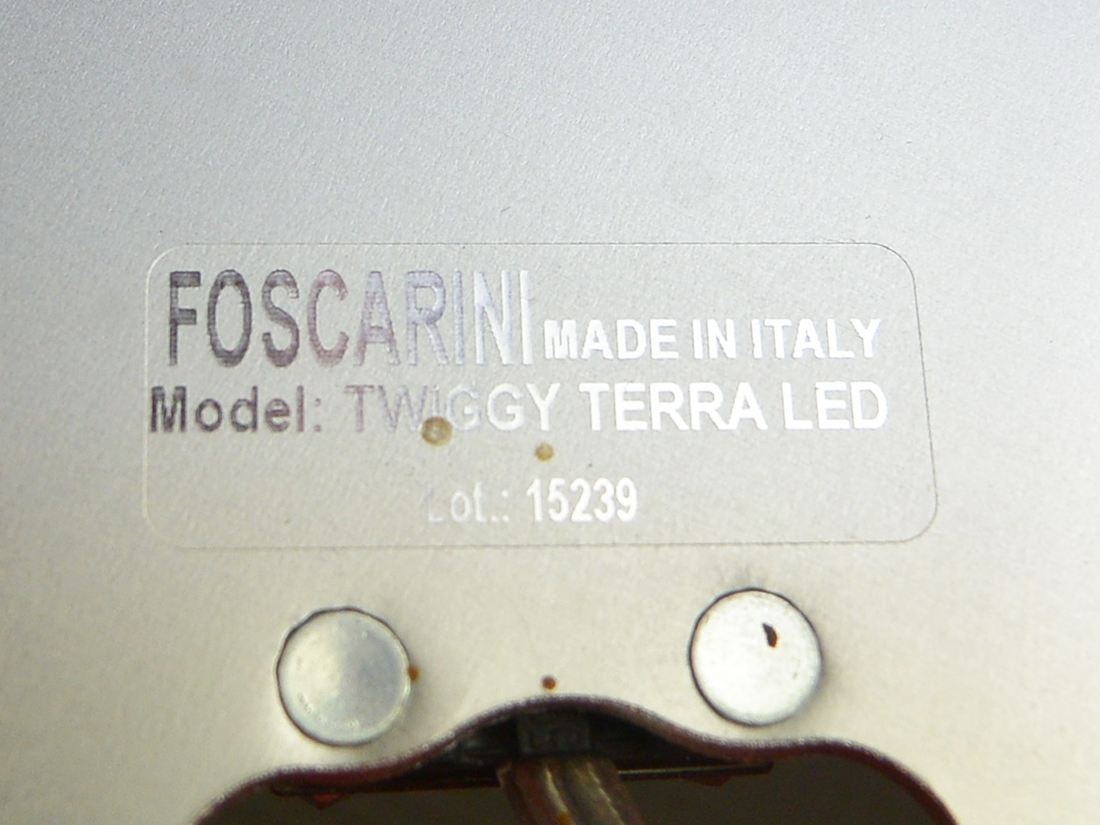 FOSCARINI MADE IN ITALY
Model: TWIGGY TERRA LED
Lot.: 15239